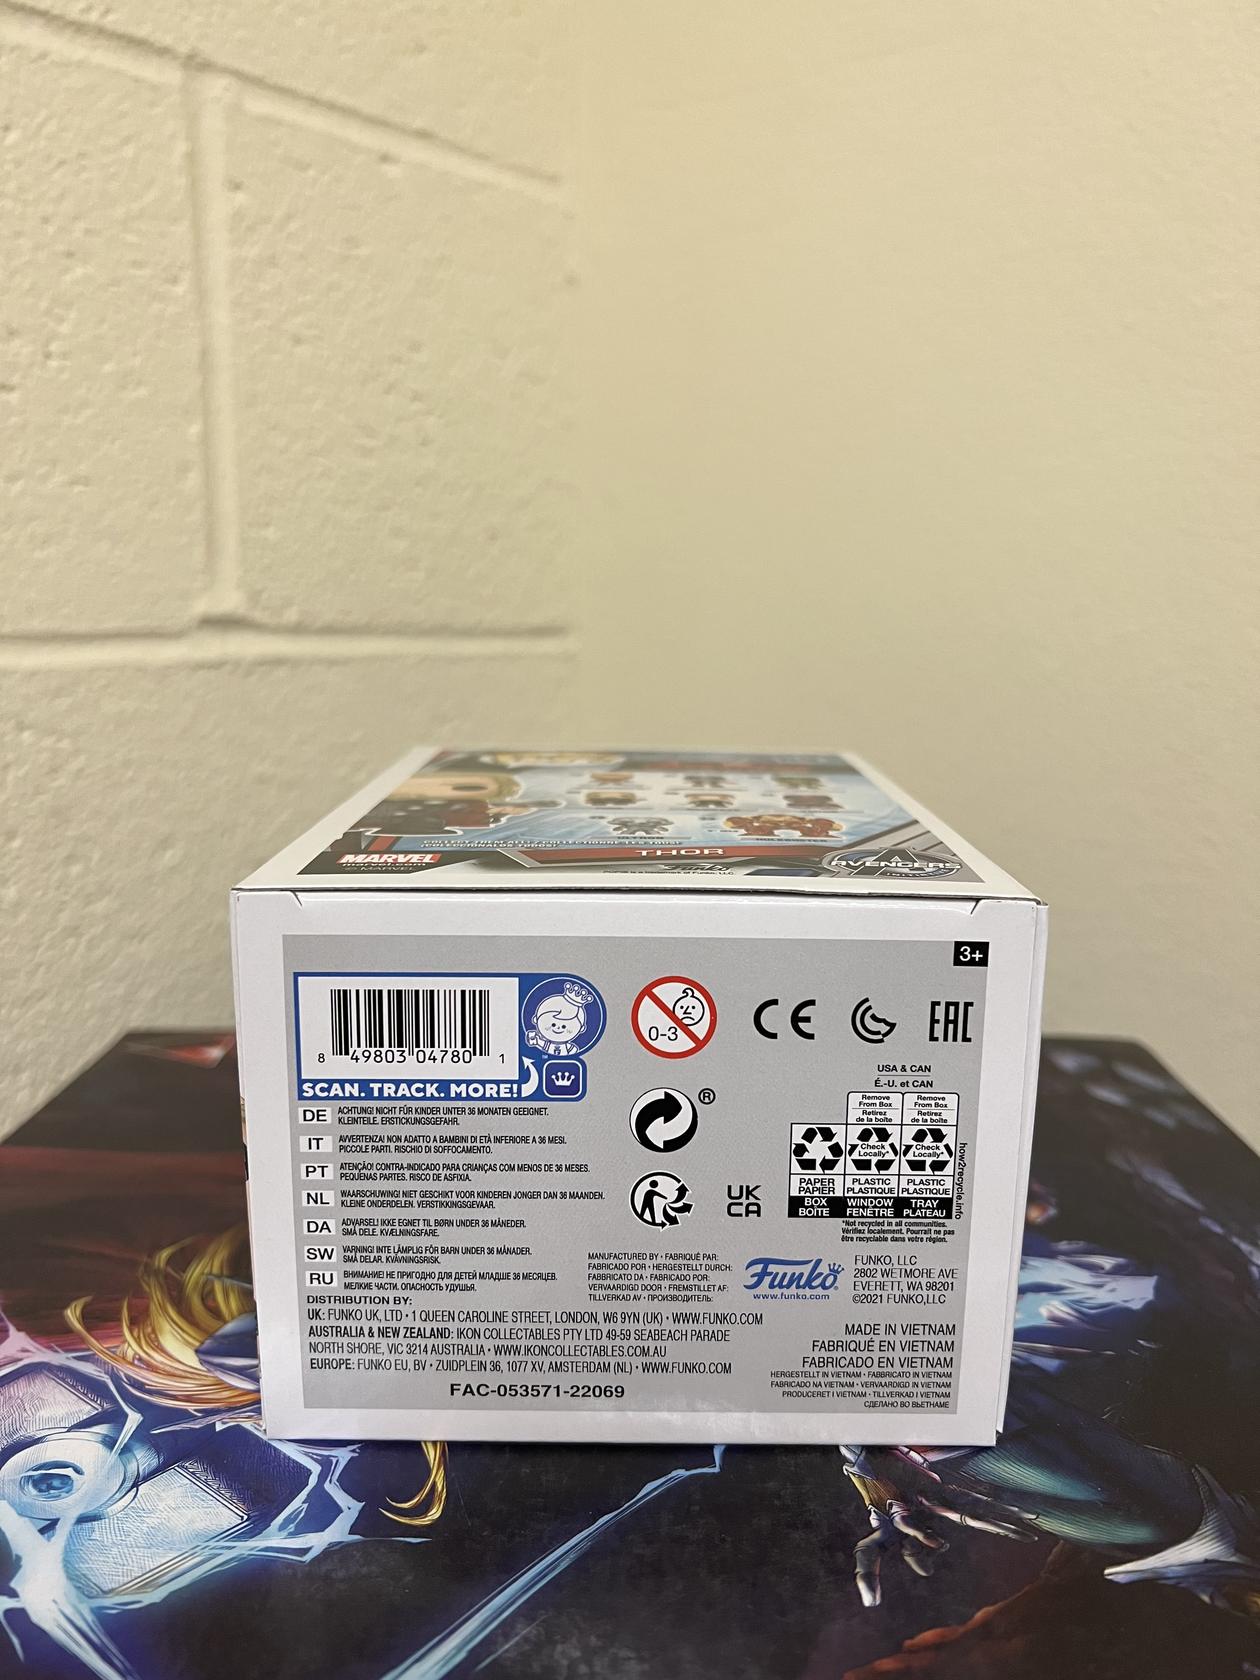 MARVEL
marvel.com
© MARVEL
THOR
Funko
AVENGERS
3+
8 49803 04780 1
SCAN. TRACK. MORE!
0-3
CE
EAC
USA & CAN
É.-U. et CAN
Remove From Box
Retirez de la boîte
Remove From Box
Retirez de la boîte
Check Locally*
Check Locally*
PAPER
PAPIER
BOX
BOÎTE
PLASTIC
PLASTIQUE
WINDOW
FENÊTRE
PLASTIC
PLASTIQUE
TRAY
PLATEAU
how2recycle.info
*Not recycled in all communities.
Vérifiez localement. Pourrait ne pas
être recyclable dans votre région.
®
UK
CA
DE ACHTUNG! NICHT FÜR KINDER UNTER 36 MONATEN GEEIGNET.
KLEINTEILE. ERSTICKUNGSGEFAHR.
IT AVVERTENZA! NON ADATTO A BAMBINI DI ETÀ INFERIORE A 36 MESI.
PICCOLE PARTI. RISCHIO DI SOFFOCAMENTO.
PT ATENÇÃO! CONTRA-INDICADO PARA CRIANÇAS COM MENOS DE 36 MESES.
PEQUENAS PARTES. RISCO DE ASFIXIA.
NL WAARSCHUWING! NIET GESCHIKT VOOR KINDEREN JONGER DAN 36 MAANDEN.
KLEINE ONDERDELEN. VERSTIKKINGSGEVAAR.
DA ADVARSEL! IKKE EGNET TIL BØRN UNDER 36 MÅNEDER.
SMÅ DELE. KVÆLNINGSFARE.
SW VARNING! INTE LÄMPLIG FÖR BARN UNDER 36 MÅNADER.
SMÅ DELAR. KVÄVNINGSRISK.
RU ВНИМАНИЕ! НЕ ПРИГОДНО ДЛЯ ДЕТЕЙ МЛАДШЕ 36 МЕСЯЦЕВ.
МЕЛКИЕ ЧАСТИ. ОПАСНОСТЬ УДУШЬЯ.
MANUFACTURED BY • FABRIQUÉ PAR:
FABRICADO POR • HERGESTELLT DURCH:
FABBRICATO DA • FABRICADO POR:
VERVAARDIGD DOOR • FREMSTILLET AF:
TILLVERKAD AV • ПРОИЗВОДИТЕЛЬ:
Funko
www.funko.com
FUNKO, LLC
2802 WETMORE AVE
EVERETT, WA 98201
©2021 FUNKO,LLC
DISTRIBUTION BY:
UK: FUNKO UK, LTD • 1 QUEEN CAROLINE STREET, LONDON, W6 9YN (UK) • WWW.FUNKO.COM
AUSTRALIA & NEW ZEALAND: IKON COLLECTABLES PTY LTD 49-59 SEABEACH PARADE
NORTH SHORE, VIC 3214 AUSTRALIA • WWW.IKONCOLLECTABLES.COM.AU
EUROPE: FUNKO EU, BV • ZUIDPLEIN 36, 1077 XV, AMSTERDAM (NL) • WWW.FUNKO.COM
FAC-053571-22069
MADE IN VIETNAM
FABRIQUÉ EN VIETNAM
FABRICADO EN VIETNAM
HERGESTELLT IN VIETNAM • FABBRICATO IN VIETNAM
FABRICADO NA VIETNAM • VERVAARDIGD IN VIETNAM
PRODUCERET I VIETNAM • TILLVERKAD I VIETNAM
СДЕЛАНО ВО ВЬЕТНАМЕ